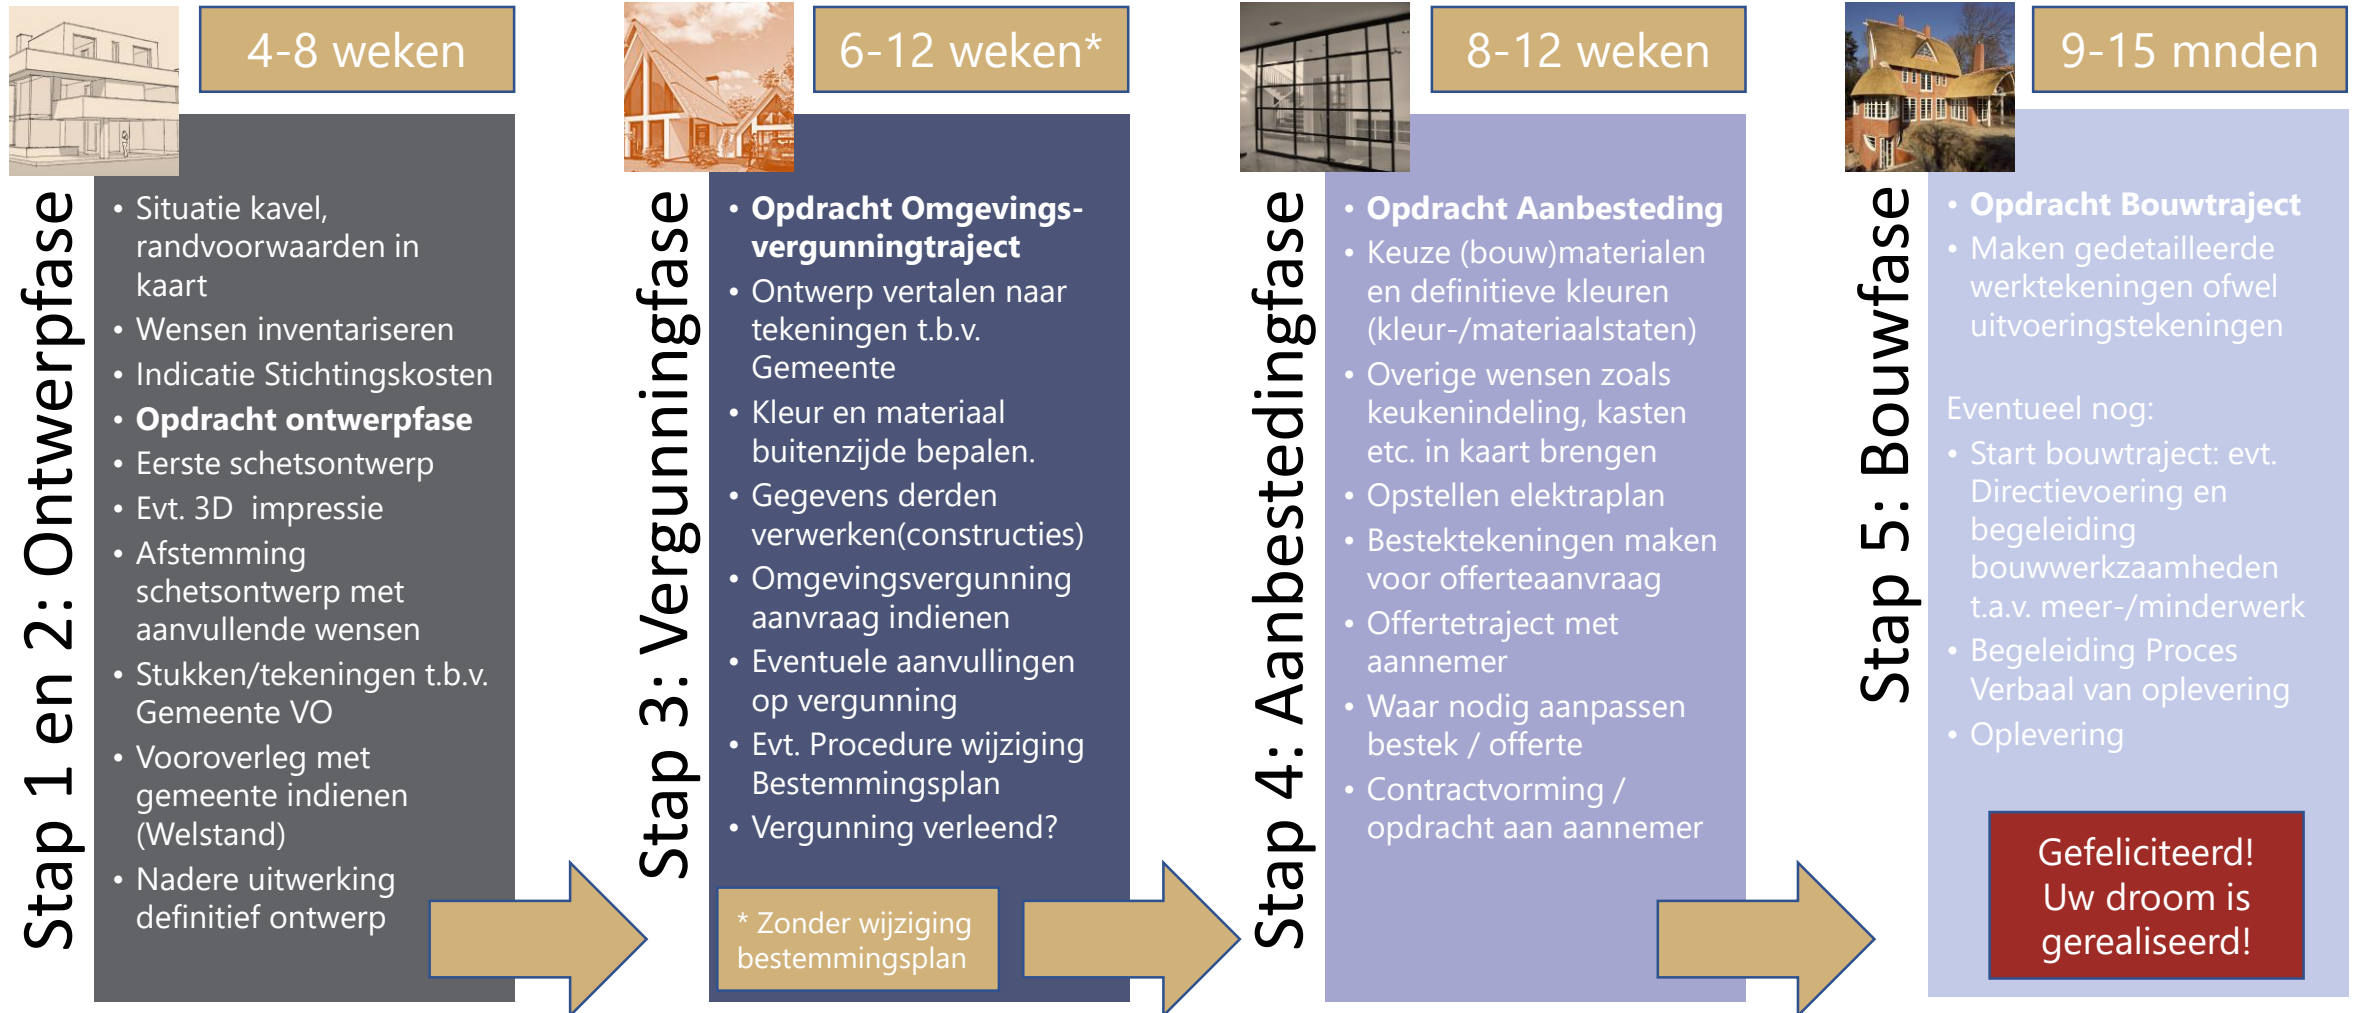 4-8 weken
Stap 1 en 2: Ontwerpfase
• Situatie kavel,
randvoorwaarden in
kaart
• Wensen inventariseren
• Indicatie Stichtingskosten
• Opdracht ontwerpfase
• Eerste schetsontwerp
• Evt. 3D  impressie
• Afstemming
schetsontwerp met
aanvullende wensen
• Stukken/tekeningen t.b.v.
Gemeente VO
• Vooroverleg met
gemeente indienen
(Welstand)
• Nadere uitwerking
definitief ontwerp
6-12 weken*
Stap 3: Vergunningfase
• Opdracht Omgevings-
vergunningtraject
• Ontwerp vertalen naar
tekeningen t.b.v.
Gemeente
• Kleur en materiaal
buitenzijde bepalen.
• Gegevens derden
verwerken(constructies)
• Omgevingsvergunning
aanvraag indienen
• Eventuele aanvullingen
op vergunning
• Evt. Procedure wijziging
Bestemmingsplan
• Vergunning verleend?
* Zonder wijziging
bestemmingsplan
8-12 weken
Stap 4: Aanbestedingfase
• Opdracht Aanbesteding
• Keuze (bouw)materialen
en definitieve kleuren
(kleur-/materiaalstaten)
• Overige wensen zoals
keukenindeling, kasten
etc. in kaart brengen
• Opstellen elektraplan
• Bestektekeningen maken
voor offerteaanvraag
• Offertetraject met
aannemer
• Waar nodig aanpassen
bestek / offerte
• Contractvorming /
opdracht aan aannemer
9-15 mnden
Stap 5: Bouwfase
• Opdracht Bouwtraject
• Maken gedetailleerde
werktekeningen ofwel
uitvoeringstekeningen
Eventueel nog:
• Start bouwtraject: evt.
Directievoering en
begeleiding
bouwwerkzaamheden
t.a.v. meer-/minderwerk
• Begeleiding Proces
Verbaal van oplevering
• Oplevering
Gefeliciteerd!
Uw droom is
gerealiseerd!